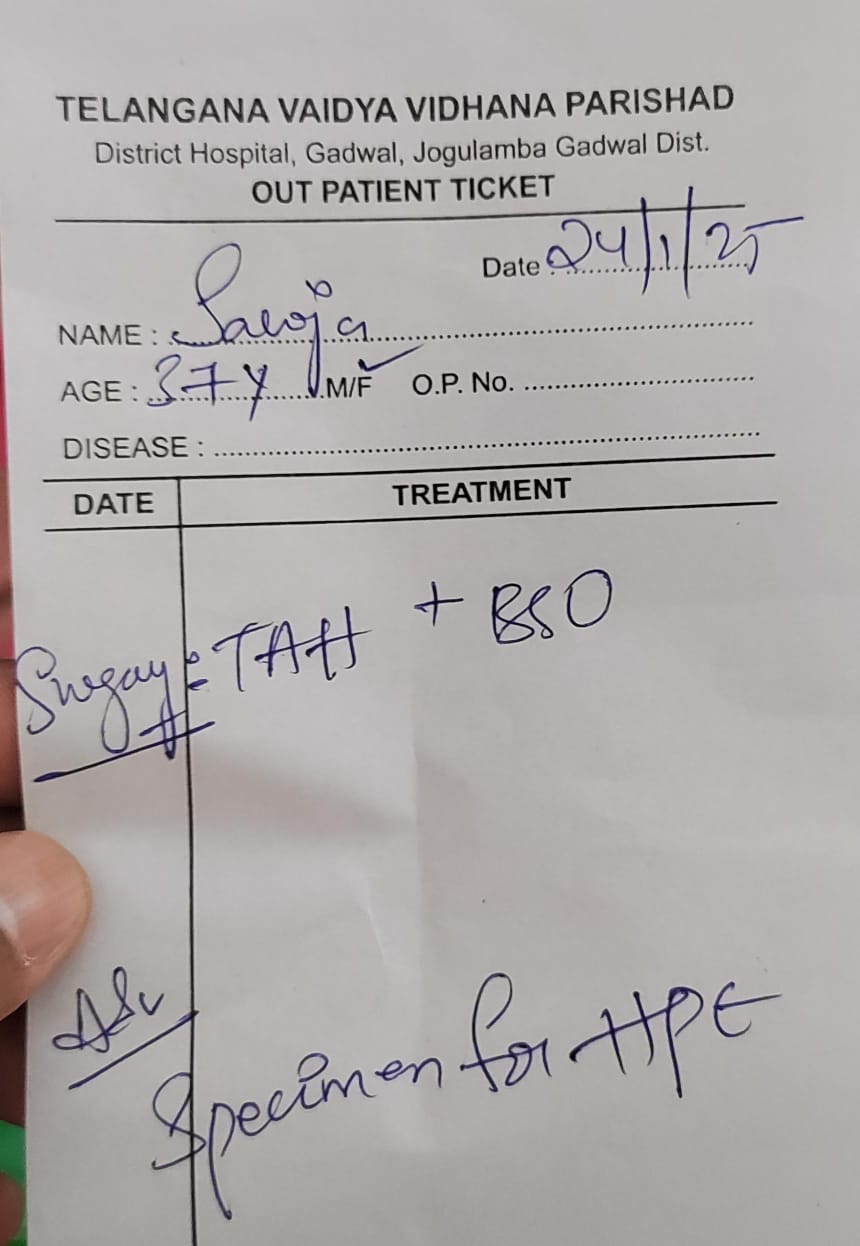 TELANGANA VAIDYA VIDHANA PARISHAD
District Hospital, Gadwal, Jogulamba Gadwal Dist.
OUT PATIENT TICKET
Date 24/1/25
NAME : Saroja
AGE : 37Y M/F O.P. No.
DISEASE :
DATE TREATMENT
Surgery: TAH + BSO
Adv
Specimen for HPE